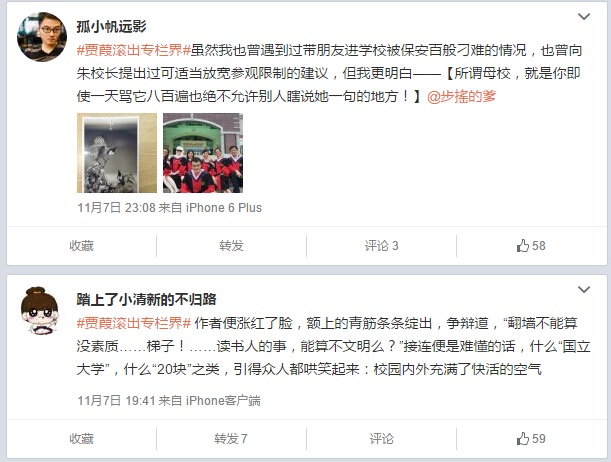 孤小帆远影
#贾葭滚出专栏界#虽然我也曾遇到过带朋友进学校被保安百般刁难的情况，也曾向
朱校长提出过可适当放宽参观限制的建议，但我更明白——【所谓母校，就是你即
使一天骂它八百遍也绝不允许别人瞎说她一句的地方！】@步摇的爹
11月7日 23:08 来自 iPhone 6 Plus
收藏 转发 评论 3 58
踏上了小清新的不归路
#贾葭滚出专栏界# 作者便涨红了脸，额上的青筋条条绽出，争辩道，“翻墙不能算
没素质……梯子！……读书人的事，能算不文明么？”接连便是难懂的话，什么“国立
大学”，什么“20块”之类，引得众人都哄笑起来：校园内外充满了快活的空气
11月7日 19:41 来自 iPhone客户端
收藏 转发 7 评论 59